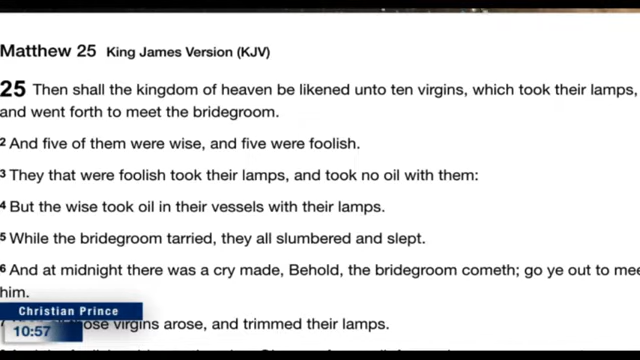 Matthew 25 King James Version (KJV)
25 Then shall the kingdom of heaven be likened unto ten virgins, which took their lamps,
and went forth to meet the bridegroom.
2 And five of them were wise, and five were foolish.
3 They that were foolish took their lamps, and took no oil with them:
4 But the wise took oil in their vessels with their lamps.
5 While the bridegroom tarried, they all slumbered and slept.
6 And at midnight there was a cry made, Behold, the bridegroom cometh; go ye out to mee
him.
virgins arose, and trimmed their lamps.
Christian Prince
10:57